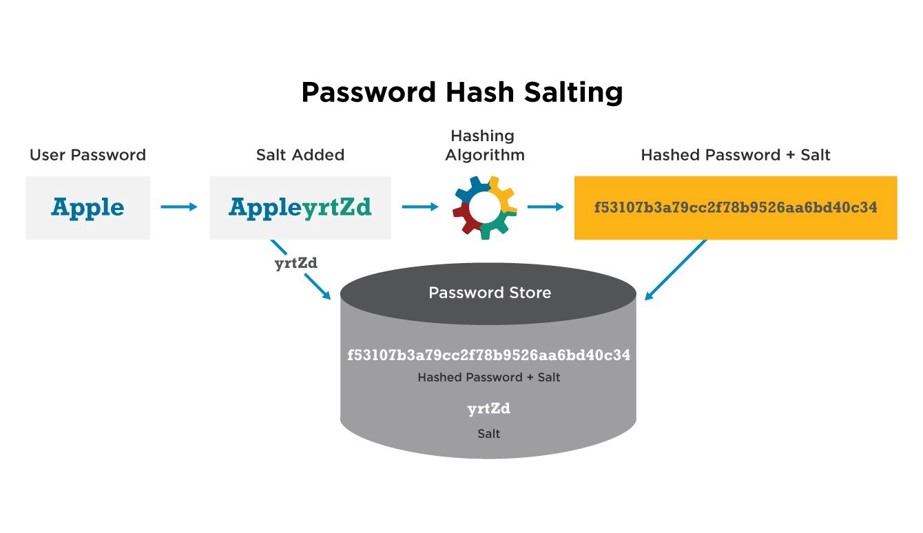 Password Hash Salting
User Password
Salt Added
Hashing
Algorithm
Hashed Password + Salt
Apple
AppleyrtZd
f53107b3a79cc2f78b9526aa6bd40c34
yrtZd
Password Store
f53107b3a79cc2f78b9526aa6bd40c34
Hashed Password + Salt
yrtZd
Salt